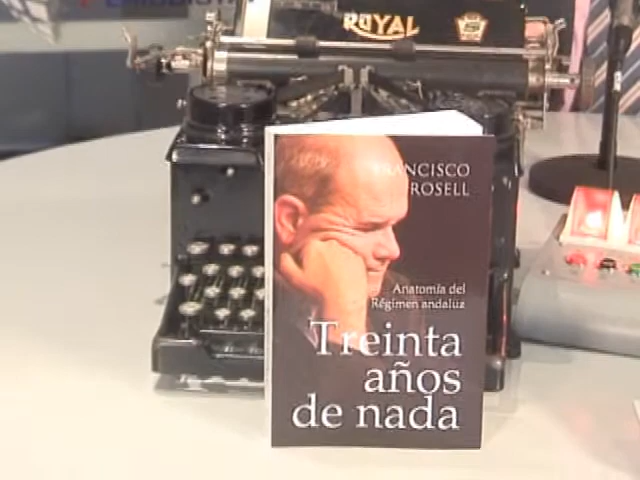 ROYAL
FRANCISCO
ROSELL
Anatomía del
Régimen andaluz
Treinta
años
de nada